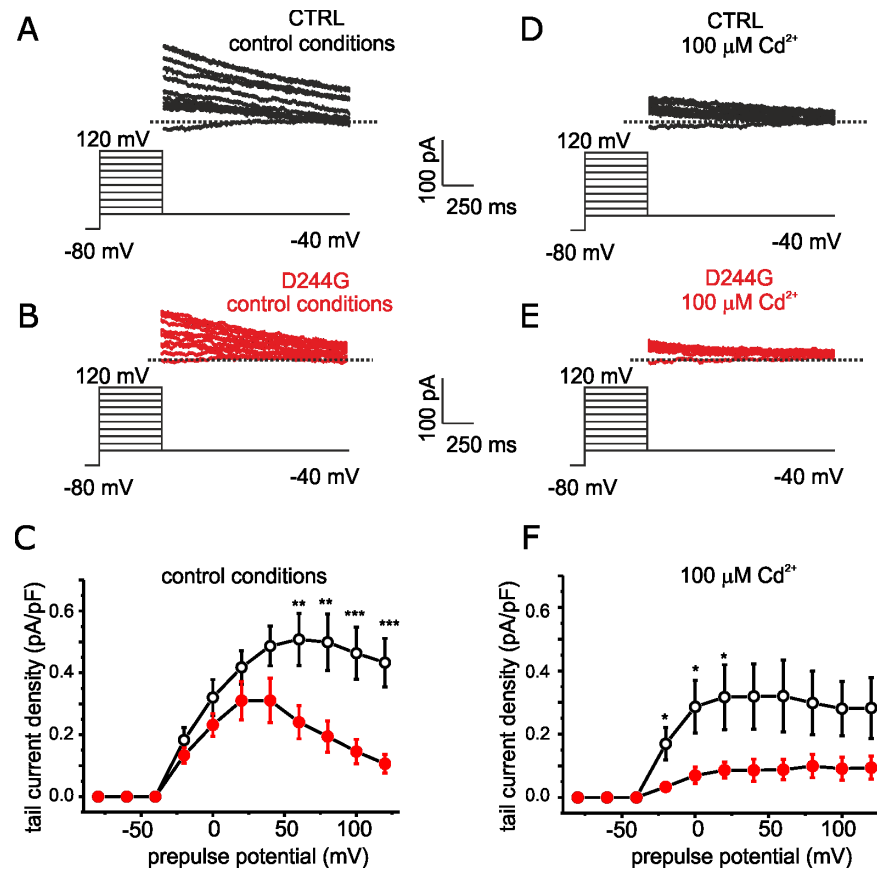 A
CTRL
control conditions
120 mV
-80 mV
-40 mV
100 pA
250 ms
D
CTRL
100 µM Cd²⁺
120 mV
-80 mV
-40 mV
B
D244G
control conditions
120 mV
-80 mV
-40 mV
100 pA
250 ms
E
D244G
100 µM Cd²⁺
120 mV
-80 mV
-40 mV
C
control conditions
tail current density (pA/pF)
0.6
0.4
0.2
0.0
** ** *** ***
-50 0 50 100
prepulse potential (mV)
F
100 µM Cd²⁺
tail current density (pA/pF)
0.6
0.4
0.2
0.0
* * *
-50 0 50 100
prepulse potential (mV)